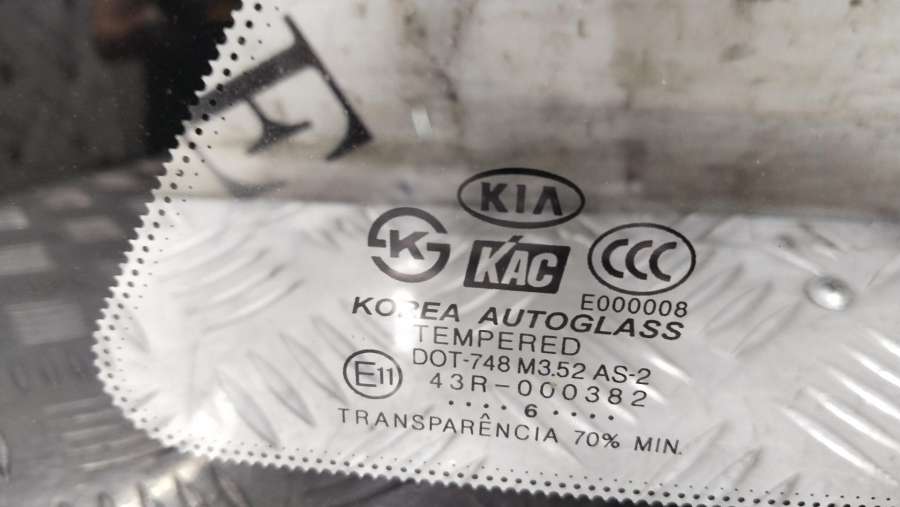 E
KIA
K
KAC
CCC
E000008
KOREA AUTOGLASS
TEMPERED
DOT-748 M3.52 AS-2
E11
43R-000382
.... 6 ....
TRANSPARÊNCIA 70% MIN.